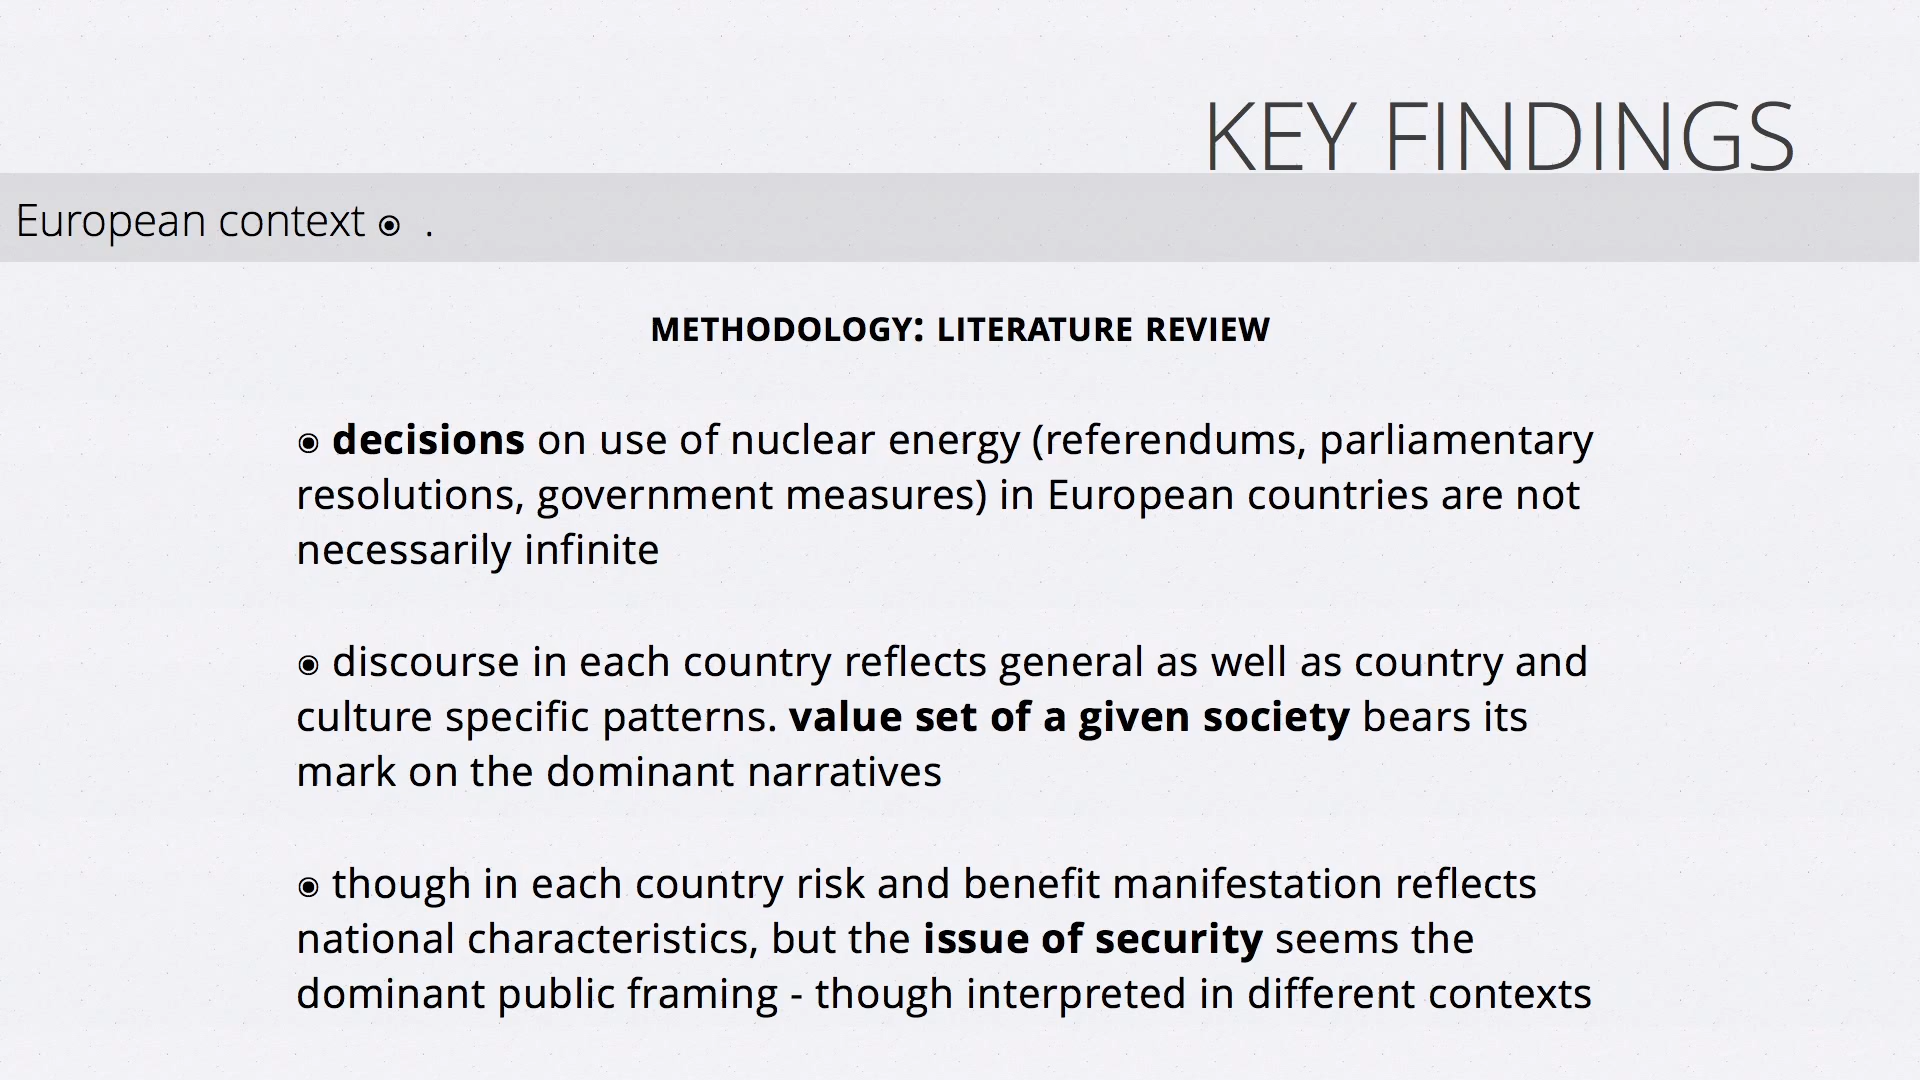 KEY FINDINGS
European context ◉ .
METHODOLOGY: LITERATURE REVIEW
◉ decisions on use of nuclear energy (referendums, parliamentary
resolutions, government measures) in European countries are not
necessarily infinite
◉ discourse in each country reflects general as well as country and
culture specific patterns. value set of a given society bears its
mark on the dominant narratives
◉ though in each country risk and benefit manifestation reflects
national characteristics, but the issue of security seems the
dominant public framing - though interpreted in different contexts